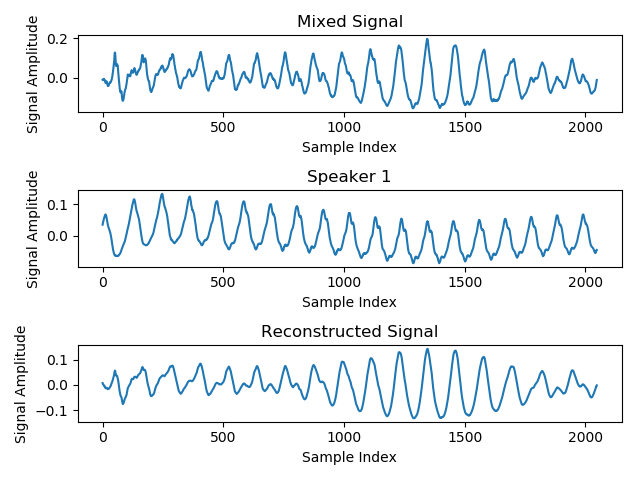 Mixed Signal
Signal Amplitude
0.2
0.0
0 500 1000 1500 2000
Sample Index
Speaker 1
Signal Amplitude
0.1
0.0
0 500 1000 1500 2000
Sample Index
Reconstructed Signal
Signal Amplitude
0.1
0.0
−0.1
0 500 1000 1500 2000
Sample Index